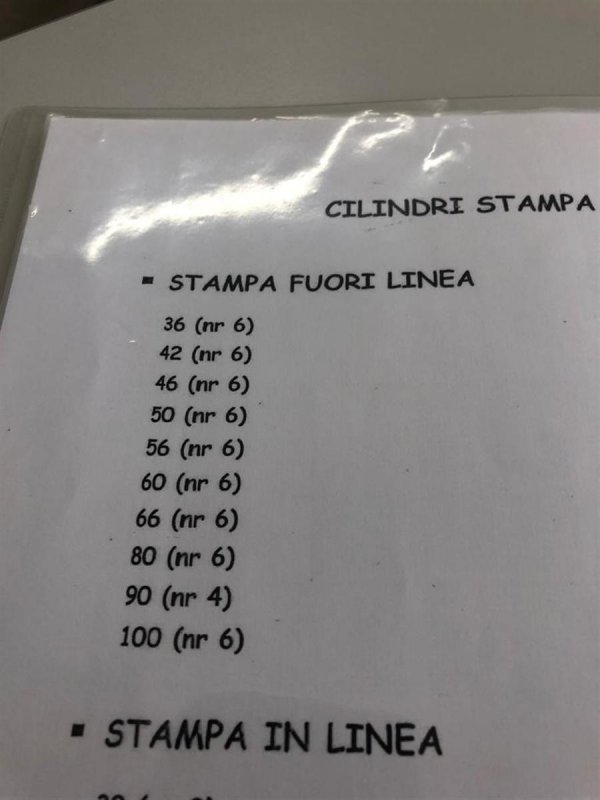 CILINDRI STAMPA
▪ STAMPA FUORI LINEA
36 (nr 6)
42 (nr 6)
46 (nr 6)
50 (nr 6)
56 (nr 6)
60 (nr 6)
66 (nr 6)
80 (nr 6)
90 (nr 4)
100 (nr 6)
▪ STAMPA IN LINEA